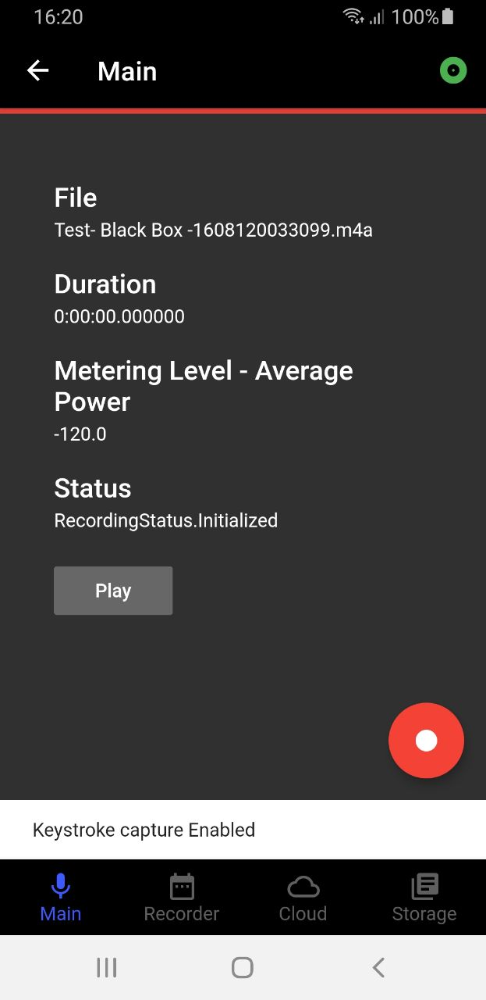 16:20
100%
Main
File
Test- Black Box -1608120033099.m4a
Duration
0:00:00.000000
Metering Level - Average
Power
-120.0
Status
RecordingStatus.Initialized
Play
Keystroke capture Enabled
Main
Recorder
Cloud
Storage